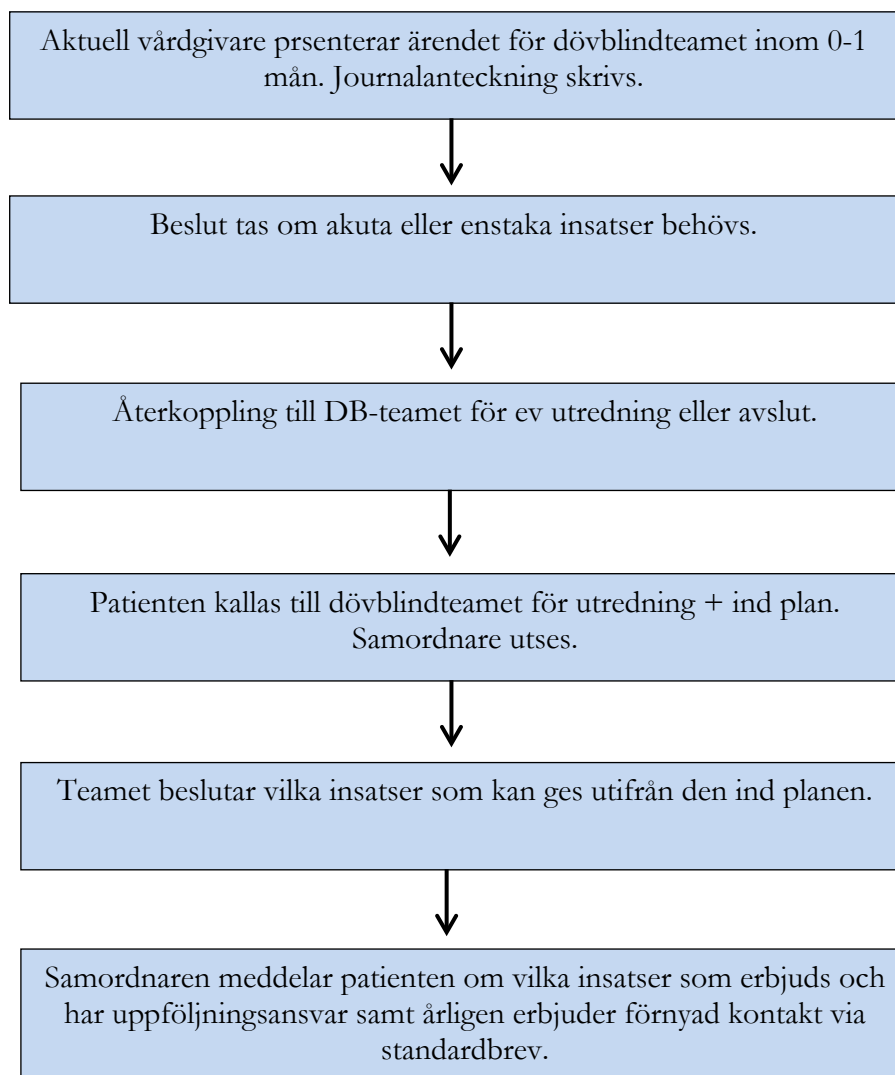 Aktuell vårdgivare prsenterar ärendet för dövblindteamet inom 0-1
mån. Journalanteckning skrivs.
Beslut tas om akuta eller enstaka insatser behövs.
Återkoppling till DB-teamet för ev utredning eller avslut.
Patienten kallas till dövblindteamet för utredning + ind plan.
Samordnare utses.
Teamet beslutar vilka insatser som kan ges utifrån den ind planen.
Samordnaren meddelar patienten om vilka insatser som erbjuds och
har uppföljningsansvar samt årligen erbjuder förnyad kontakt via
standardbrev.